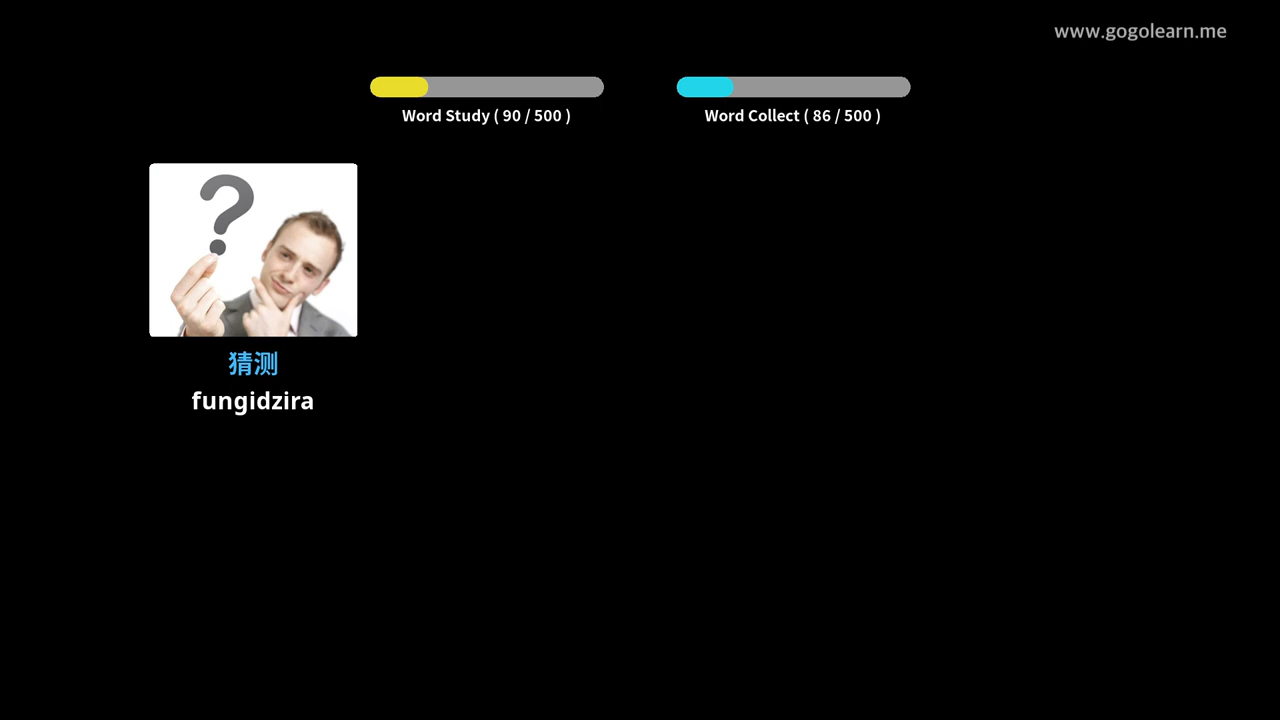 www.gogolearn.me
Word Study ( 90 / 500 )
Word Collect ( 86 / 500 )
?
猜测
fungidzira